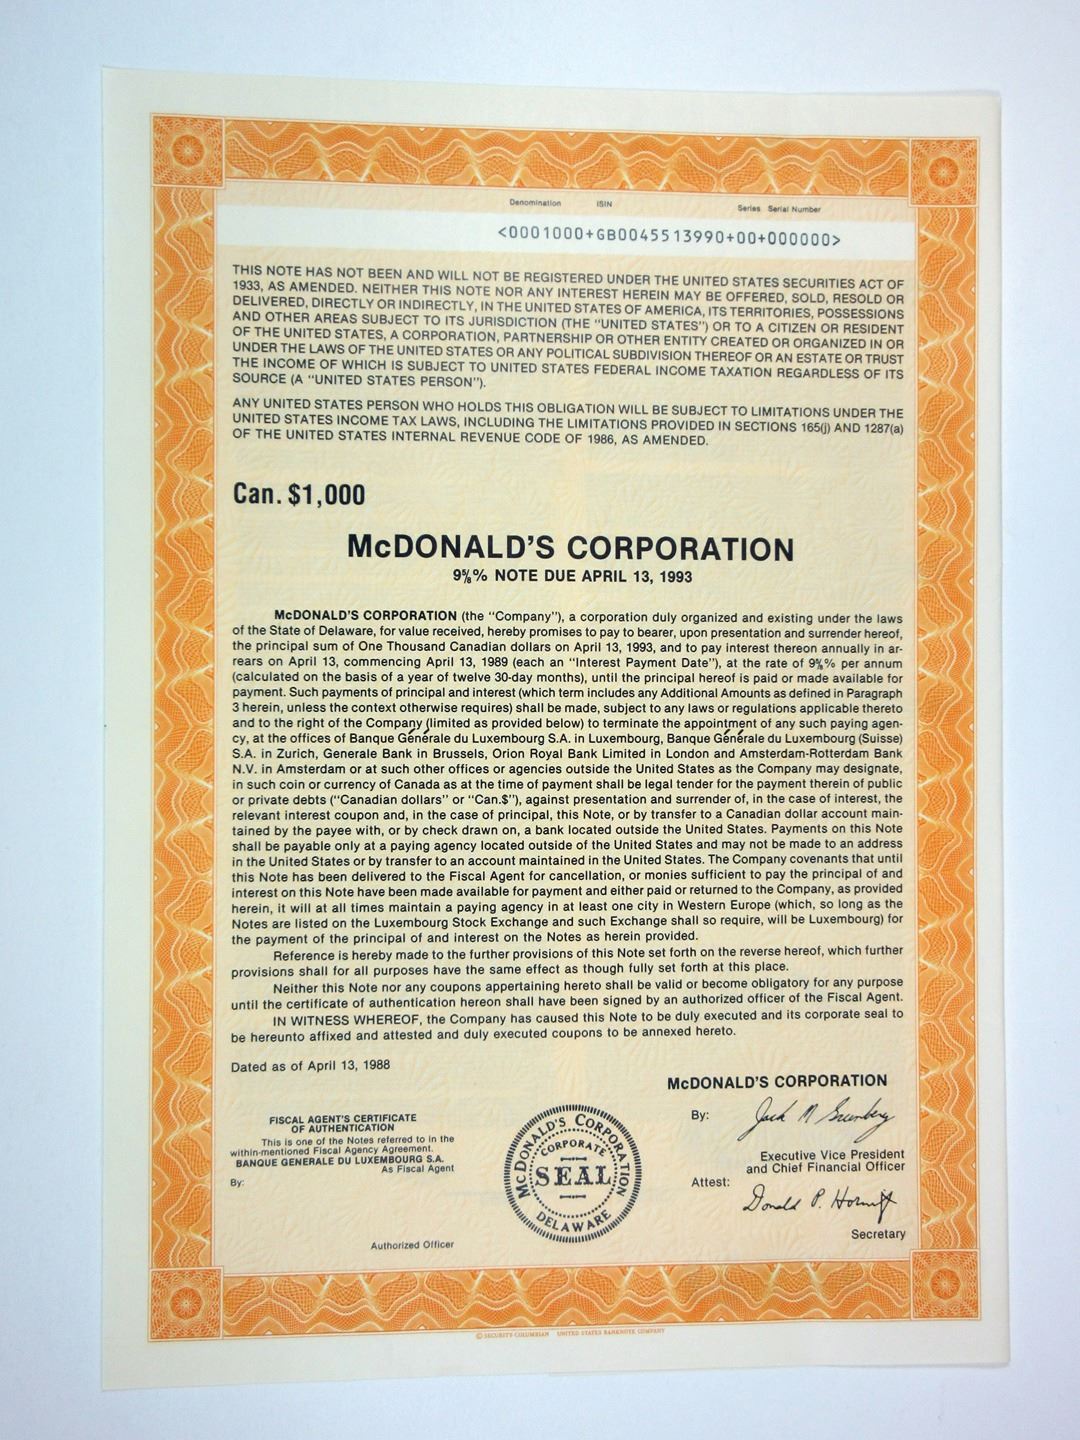 Denomination ISIN Series Serial Number
<0001000+GB0045513990+00+000000>
THIS NOTE HAS NOT BEEN AND WILL NOT BE REGISTERED UNDER THE UNITED STATES SECURITIES ACT OF
1933, AS AMENDED. NEITHER THIS NOTE NOR ANY INTEREST HEREIN MAY BE OFFERED, SOLD, RESOLD OR
DELIVERED, DIRECTLY OR INDIRECTLY, IN THE UNITED STATES OF AMERICA, ITS TERRITORIES, POSSESSIONS
AND OTHER AREAS SUBJECT TO ITS JURISDICTION (THE "UNITED STATES") OR TO A CITIZEN OR RESIDENT
OF THE UNITED STATES, A CORPORATION, PARTNERSHIP OR OTHER ENTITY CREATED OR ORGANIZED IN OR
UNDER THE LAWS OF THE UNITED STATES OR ANY POLITICAL SUBDIVISION THEREOF OR AN ESTATE OR TRUST
THE INCOME OF WHICH IS SUBJECT TO UNITED STATES FEDERAL INCOME TAXATION REGARDLESS OF ITS
SOURCE (A "UNITED STATES PERSON").
ANY UNITED STATES PERSON WHO HOLDS THIS OBLIGATION WILL BE SUBJECT TO LIMITATIONS UNDER THE
UNITED STATES INCOME TAX LAWS, INCLUDING THE LIMITATIONS PROVIDED IN SECTIONS 165(j) AND 1287(a)
OF THE UNITED STATES INTERNAL REVENUE CODE OF 1986, AS AMENDED.
Can. $1,000
McDONALD'S CORPORATION
9⅝% NOTE DUE APRIL 13, 1993
McDONALD'S CORPORATION (the "Company"), a corporation duly organized and existing under the laws
of the State of Delaware, for value received, hereby promises to pay to bearer, upon presentation and surrender hereof,
the principal sum of One Thousand Canadian dollars on April 13, 1993, and to pay interest thereon annually in ar-
rears on April 13, commencing April 13, 1989 (each an "Interest Payment Date"), at the rate of 9⅝% per annum
(calculated on the basis of a year of twelve 30-day months), until the principal hereof is paid or made available for
payment. Such payments of principal and interest (which term includes any Additional Amounts as defined in Paragraph
3 herein, unless the context otherwise requires) shall be made, subject to any laws or regulations applicable thereto
and to the right of the Company (limited as provided below) to terminate the appointment of any such paying agen-
cy, at the offices of Banque Générale du Luxembourg S.A. in Luxembourg, Banque Générale du Luxembourg (Suisse)
S.A. in Zurich, Generale Bank in Brussels, Orion Royal Bank Limited in London and Amsterdam-Rotterdam Bank
N.V. in Amsterdam or at such other offices or agencies outside the United States as the Company may designate,
in such coin or currency of Canada as at the time of payment shall be legal tender for the payment therein of public
or private debts ("Canadian dollars" or "Can.$"), against presentation and surrender of, in the case of interest, the
relevant interest coupon and, in the case of principal, this Note, or by transfer to a Canadian dollar account main-
tained by the payee with, or by check drawn on, a bank located outside the United States. Payments on this Note
shall be payable only at a paying agency located outside of the United States and may not be made to an address
in the United States or by transfer to an account maintained in the United States. The Company covenants that until
this Note has been delivered to the Fiscal Agent for cancellation, or monies sufficient to pay the principal of and
interest on this Note have been made available for payment and either paid or returned to the Company, as provided
herein, it will at all times maintain a paying agency in at least one city in Western Europe (which, so long as the
Notes are listed on the Luxembourg Stock Exchange and such Exchange shall so require, will be Luxembourg) for
the payment of the principal of and interest on the Notes as herein provided.
Reference is hereby made to the further provisions of this Note set forth on the reverse hereof, which further
provisions shall for all purposes have the same effect as though fully set forth at this place.
Neither this Note nor any coupons appertaining hereto shall be valid or become obligatory for any purpose
until the certificate of authentication hereon shall have been signed by an authorized officer of the Fiscal Agent.
IN WITNESS WHEREOF, the Company has caused this Note to be duly executed and its corporate seal to
be hereunto affixed and attested and duly executed coupons to be annexed hereto.
Dated as of April 13, 1988
McDONALD'S CORPORATION
By: Jack M Greenberg
Executive Vice President
and Chief Financial Officer
Attest:
Donald P. Horwitz
Secretary
FISCAL AGENT'S CERTIFICATE
OF AUTHENTICATION
This is one of the Notes referred to in the
within-mentioned Fiscal Agency Agreement.
BANQUE GENERALE DU LUXEMBOURG S.A.
As Fiscal Agent
By:
Authorized Officer
McDONALD'S CORPORATION
CORPORATE
SEAL
DELAWARE
© SECURITY-COLUMBIAN UNITED STATES BANKNOTE COMPANY